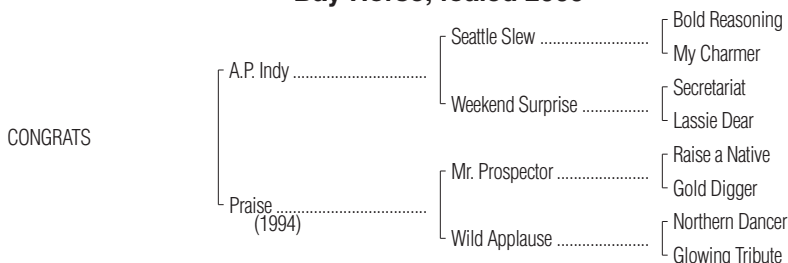 Bay Horse; foaled 2000
Bold Reasoning
Seattle Slew ..........................
My Charmer
A.P. Indy ................................
Secretariat
Weekend Surprise ................
Lassie Dear
CONGRATS
Raise a Native
Mr. Prospector ......................
Gold Digger
Praise ....................................
(1994)
Northern Dancer
Wild Applause ......................
Glowing Tribute